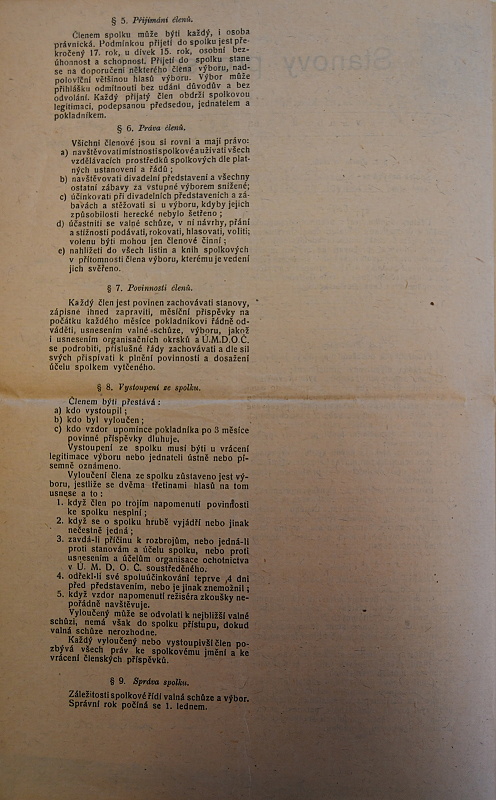 § 5. Přijímání členů.
Členem spolku může býti každý, i osoba
právnická. Podmínkou přijetí do spolku jest pře-
kročený 17. rok, u dívek 15. rok, osobní bez-
úhonnost a schopnost. Přijetí do spolku stane
se na doporučení některého člena výboru, nad-
poloviční většinou hlasů výboru. Výbor může
přihlášku odmítnouti bez udání důvodův a bez
odvolání. Každý přijatý člen obdrží spolkovou
legitimaci, podepsanou předsedou, jednatelem a
pokladníkem.
§ 6. Práva členů.
Všichni členové jsou si rovni a mají právo:
a) navštěvovati místnosti spolkové a užívati všech
vzdělávacích prostředků spolkových dle plat-
ných ustanovení a řádů;
b) navštěvovati divadelní představení a všechny
ostatní zábavy za vstupné výborem snížené;
c) účinkovati při divadelních představeních a zá-
bavách a stěžovati si u výboru, kdyby jejich
způsobilosti herecké nebylo šetřeno;
d) účastniti se valné schůze, v ní návrhy, přání
a stížnosti podávati, rokovati, hlasovati, voliti;
voleni býti mohou jen členové činní;
e) nahlížeti do všech listin a knih spolkových
v přítomnosti člena výboru, kterému je vedení
jich svěřeno.
§ 7. Povinnosti členů.
Každý člen jest povinen zachovávati stanovy,
zápisne ihned zapraviti, měsíční příspěvky na
počátku každého měsíce pokladníkovi řádně od-
váděti, usnesením valné schůze, výboru, jakož
i usnesením organisačních okrsků a Ú.M.D.O.Č.
se podrobiti, příslušné řády zachovávati a dle sil
svých přispívati k plnění povinností a dosažení
účelu spolkem vytčeného.
§ 8. Vystoupení ze spolku.
Členem býti přestává:
a) kdo vystoupil;
b) kdo byl vyloučen;
c) kdo vzdor upomínce pokladníka po 3 měsíce
povinné příspěvky dluhuje.
Vystoupení ze spolku musí býti u vrácení
legitimace výboru nebo jednateli ústně nebo pí-
semně oznámeno.
Vyloučení člena ze spolku zůstaveno jest vý-
boru, jestliže se dvěma třetinami hlasů na tom
usnese a to:
1. když člen po trojím napomenutí povinnosti
ke spolku nesplní;
2. když se o spolku hrubě vyjádří nebo jinak
nečestně jedná;
3. zavdá-li příčinu k rozbrojům, nebo jedná-li
proti stanovám a účelu spolku, nebo proti
usnesením a účelům organisace ochotnictva
v Ú. M. D. O. Č. soustředěného.
4. odřekl-li své spoluúčinkování teprve 4 dni
před představením, nebo je jinak znemožnil;
5. když vzdor napomenutí režiséra zkoušky ne-
pořádně navštěvuje.
Vyloučený může se odvolati k nejbližší valné
schůzi, nemá však do spolku přístupu, dokud
valná schůze nerozhodne.
Každý vyloučený nebo vystoupivší člen po-
zbývá všech práv ke spolkovému jmění a ke
vrácení členských příspěvků.
§ 9. Správa spolku.
Záležitosti spolkové řídí valná schůze a výbor.
Správní rok počíná se 1. lednem.